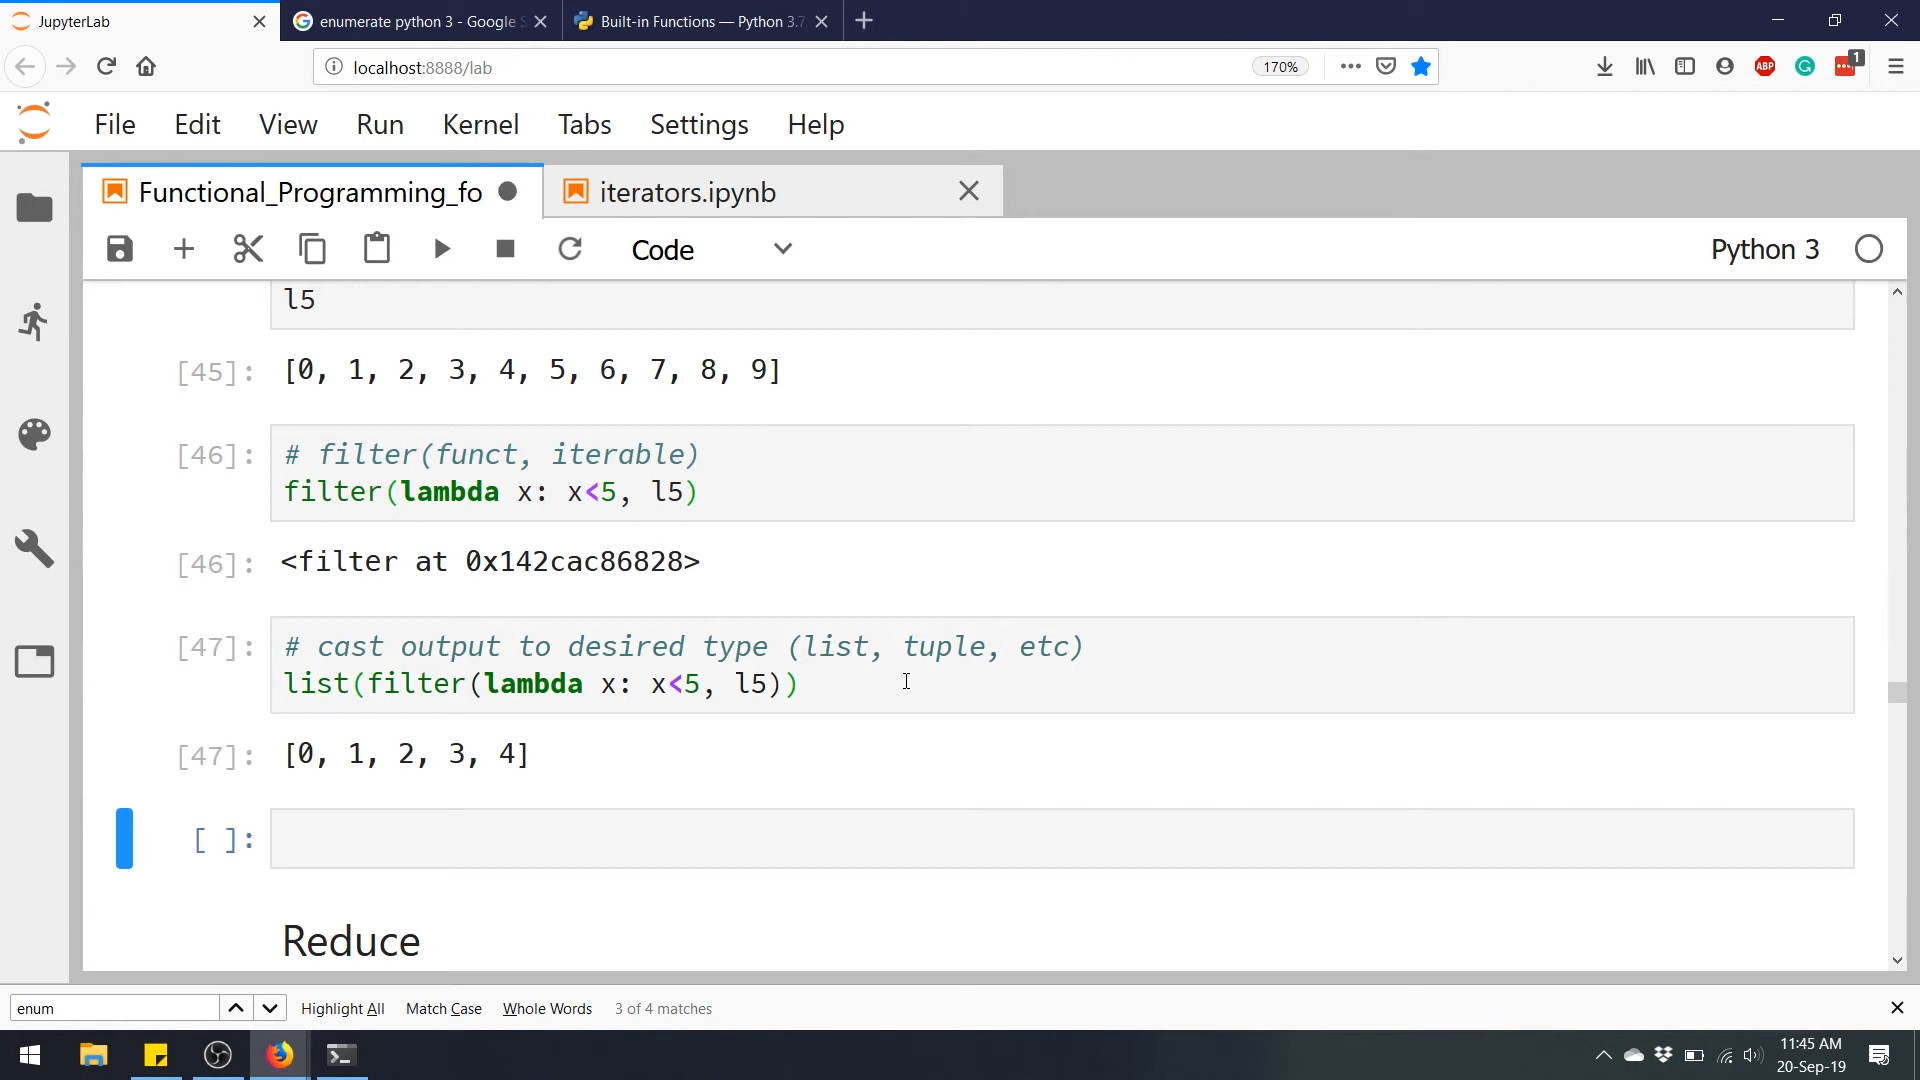 JupyterLab
enumerate python 3 - Google S
Built-in Functions — Python 3.7
localhost:8888/lab
170%
ABP
1
File Edit View Run Kernel Tabs Settings Help
Functional_Programming_fo
iterators.ipynb
Code
Python 3
l5
[45]: [0, 1, 2, 3, 4, 5, 6, 7, 8, 9]
[46]: # filter(funct, iterable)
filter(lambda x: x<5, l5)
[46]: <filter at 0x142cac86828>
[47]: # cast output to desired type (list, tuple, etc)
list(filter(lambda x: x<5, l5))
[47]: [0, 1, 2, 3, 4]
[ ]:
Reduce
enum Highlight All Match Case Whole Words 3 of 4 matches
11:45 AM
20-Sep-19